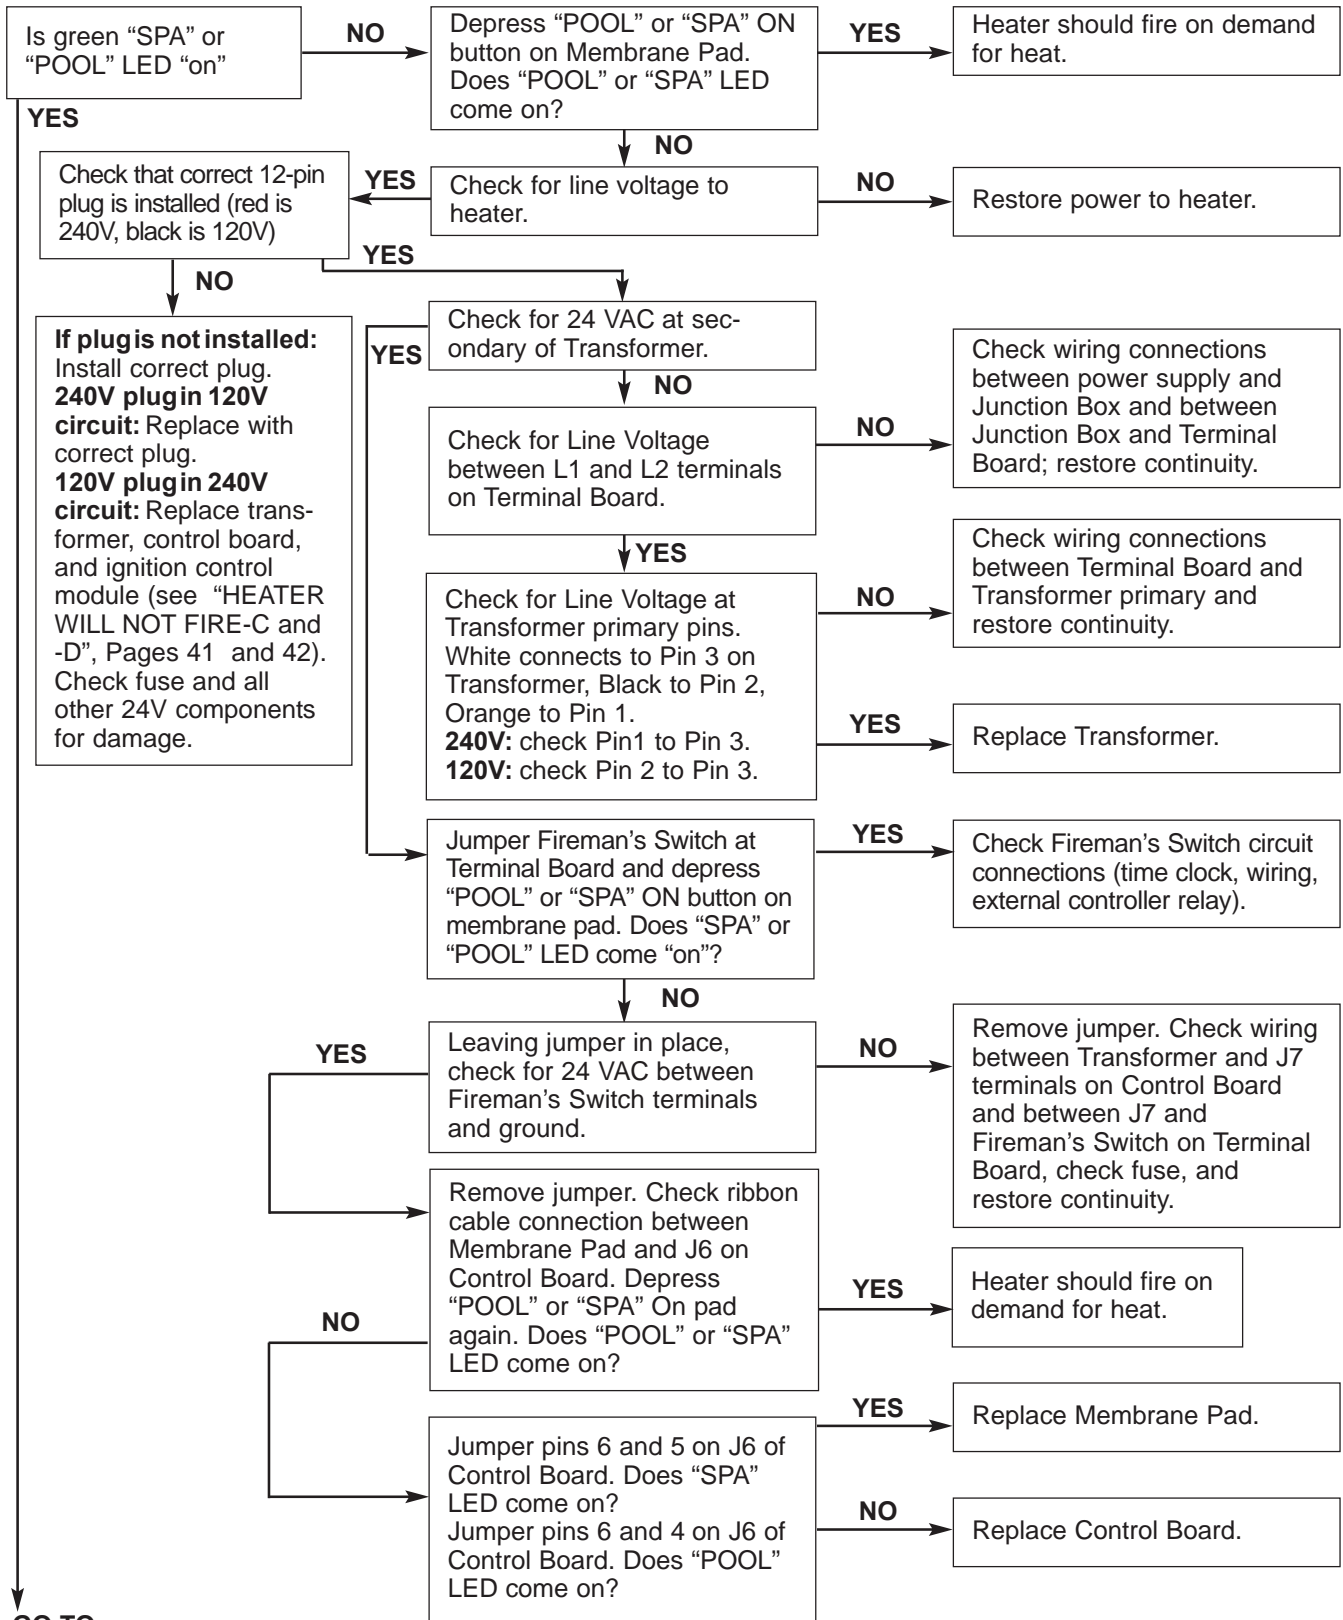 Is green “SPA” or
“POOL” LED “on”
NO
Depress “POOL” or “SPA” ON
button on Membrane Pad.
Does “POOL” or “SPA” LED
come on?
YES
Heater should fire on demand
for heat.
YES
NO
Check that correct 12-pin
plug is installed (red is
240V, black is 120V)
YES
Check for line voltage to
heater.
NO
Restore power to heater.
YES
NO
If plug is not installed:
Install correct plug.
240V plug in 120V
circuit: Replace with
correct plug.
120V plug in 240V
circuit: Replace trans-
former, control board,
and ignition control
module (see “HEATER
WILL NOT FIRE-C and
-D”, Pages 41 and 42).
Check fuse and all
other 24V components
for damage.
YES
Check for 24 VAC at sec-
ondary of Transformer.
NO
Check for Line Voltage
between L1 and L2 terminals
on Terminal Board.
NO
Check wiring connections
between power supply and
Junction Box and between
Junction Box and Terminal
Board; restore continuity.
YES
Check for Line Voltage at
Transformer primary pins.
White connects to Pin 3 on
Transformer, Black to Pin 2,
Orange to Pin 1.
240V: check Pin1 to Pin 3.
120V: check Pin 2 to Pin 3.
NO
Check wiring connections
between Terminal Board and
Transformer primary and
restore continuity.
YES
Replace Transformer.
Jumper Fireman’s Switch at
Terminal Board and depress
“POOL” or “SPA” ON button on
membrane pad. Does “SPA” or
“POOL” LED come “on”?
YES
Check Fireman’s Switch circuit
connections (time clock, wiring,
external controller relay).
NO
YES
Leaving jumper in place,
check for 24 VAC between
Fireman’s Switch terminals
and ground.
NO
Remove jumper. Check wiring
between Transformer and J7
terminals on Control Board
and between J7 and
Fireman’s Switch on Terminal
Board, check fuse, and
restore continuity.
Remove jumper. Check ribbon
cable connection between
Membrane Pad and J6 on
Control Board. Depress
“POOL” or “SPA” On pad
again. Does “POOL” or “SPA”
LED come on?
YES
Heater should fire on
demand for heat.
NO
Jumper pins 6 and 5 on J6 of
Control Board. Does “SPA”
LED come on?
Jumper pins 6 and 4 on J6 of
Control Board. Does “POOL”
LED come on?
YES
Replace Membrane Pad.
NO
Replace Control Board.
GO TO